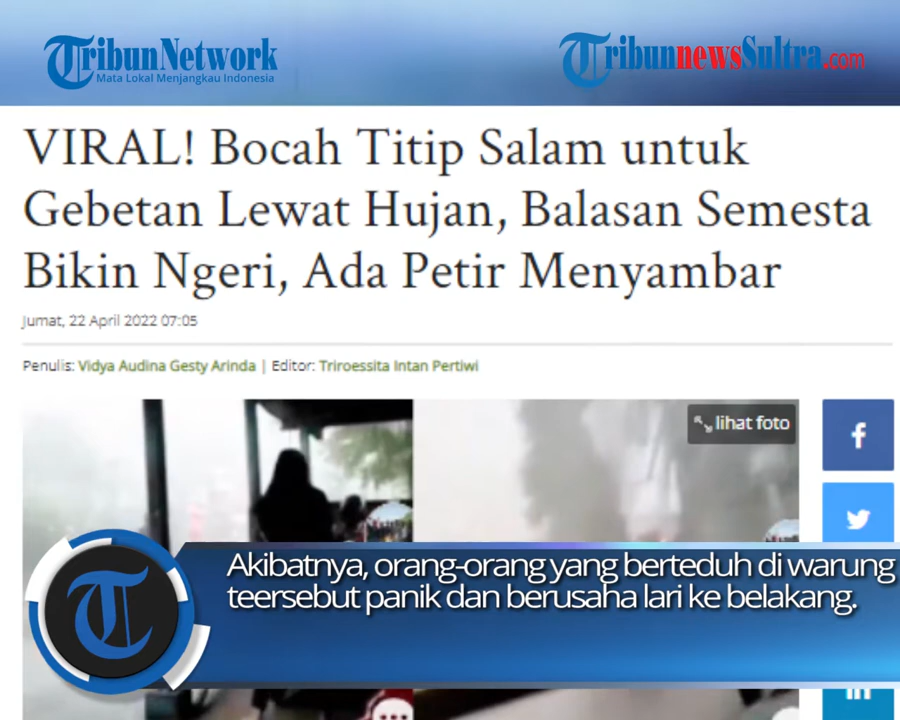 TribunNetwork
Mata Lokal Menjangkau Indonesia
TribunnewsSultra.com
VIRAL! Bocah Titip Salam untuk
Gebetan Lewat Hujan, Balasan Semesta
Bikin Ngeri, Ada Petir Menyambar
Jumat, 22 April 2022 07:05
Penulis: Vidya Audina Gesty Arinda | Editor: Triroessita Intan Pertiwi
lihat foto
f
Akibatnya, orang-orang yang berteduh di warung
teersebut panik dan berusaha lari ke belakang.
T
in